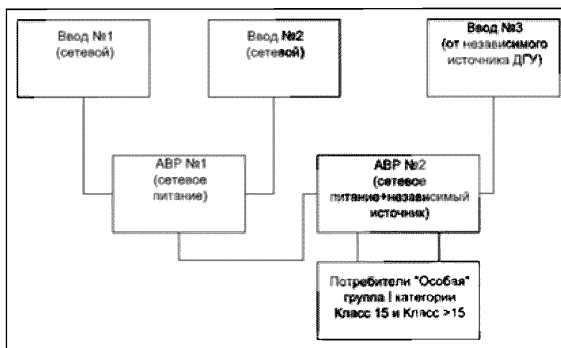 Ввод №1
(сетевой)
Ввод №2
(сетевой)
Ввод №3
(от независимого
источника ДГУ)
АВР №1
(сетевое
питание)
АВР №2
(сетевое
питание+независимый
источник)
Потребители "Особая"
группа I категории
Класс 15 и Класс >15